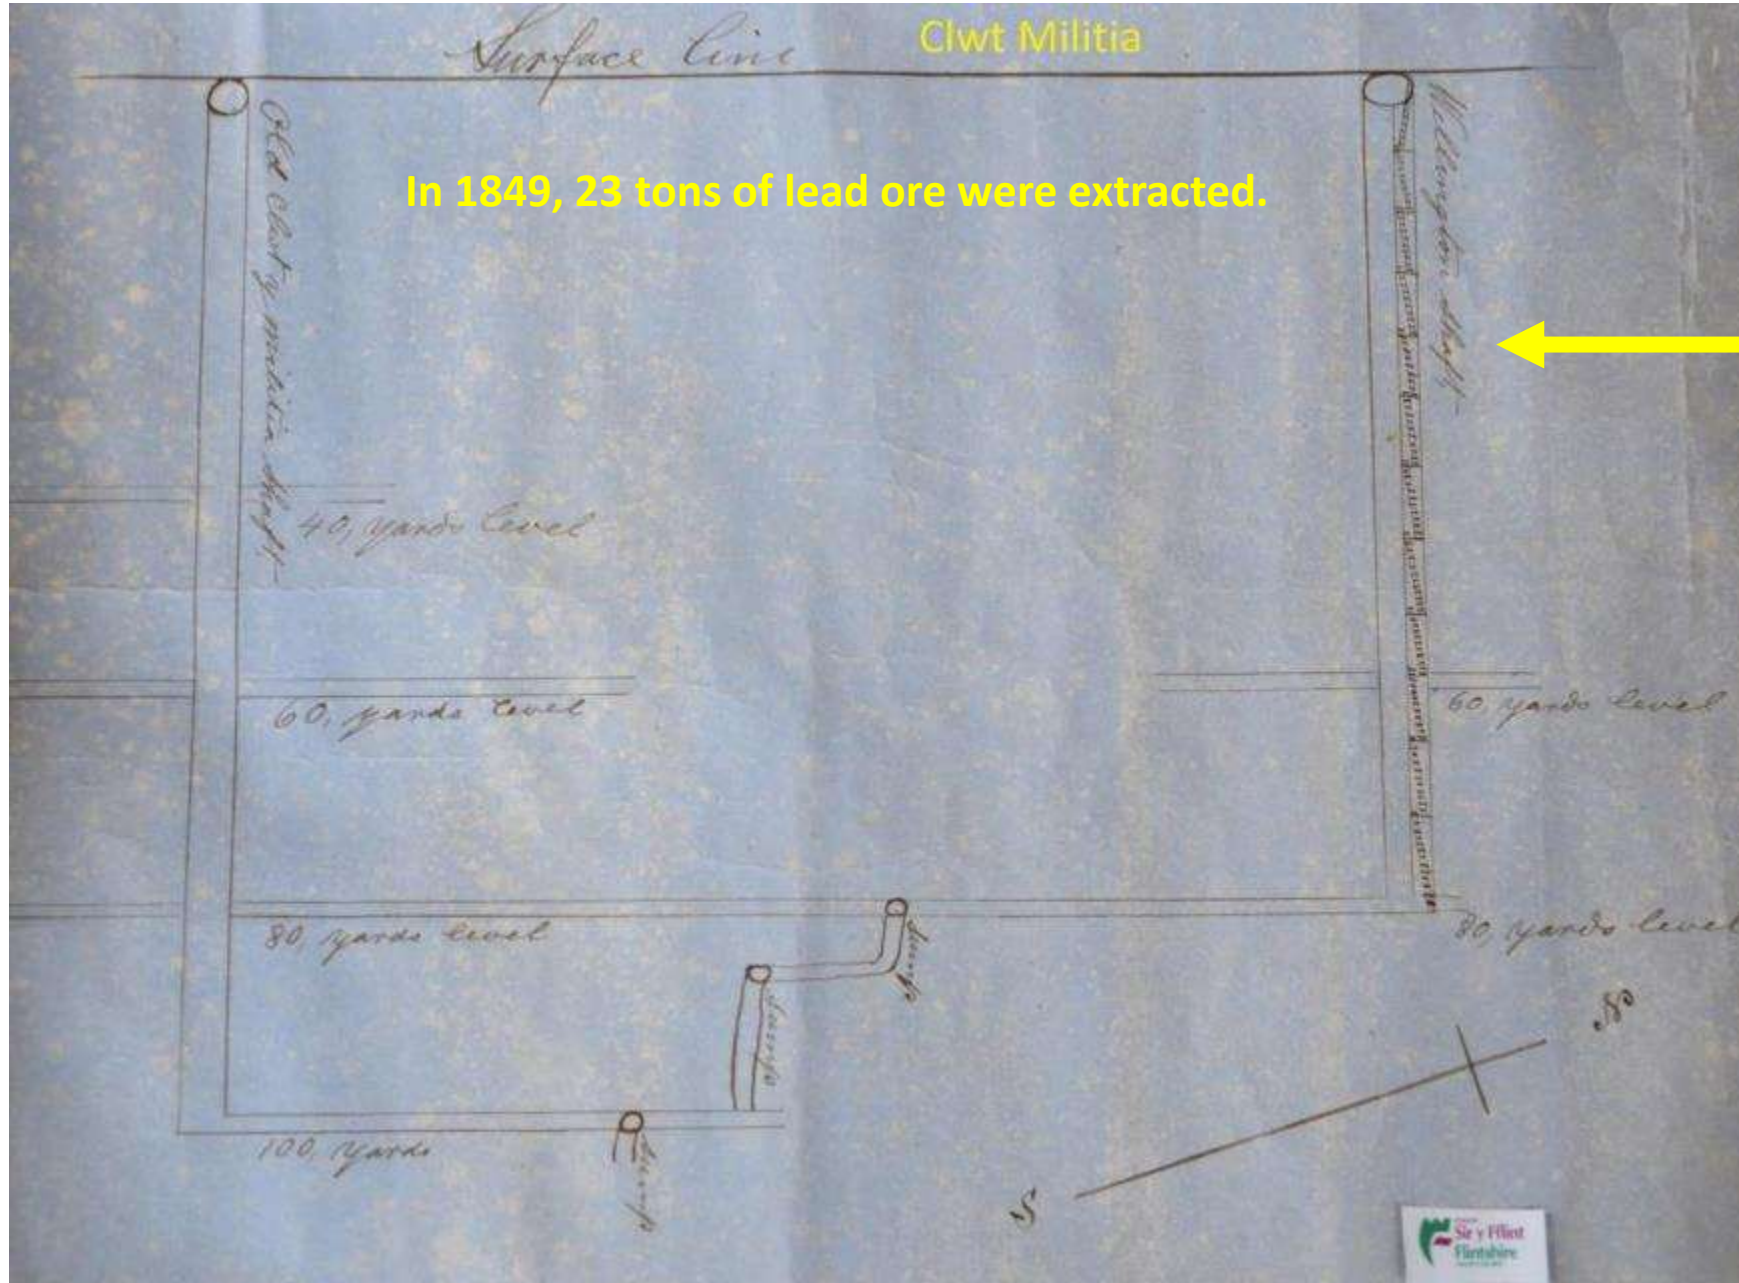 Surface line
Clwt Militia
In 1849, 23 tons of lead ore were extracted.
Old Clwt y militia Shaft
Wellington Shaft
40, yards level
60, yards level
60, yards level
80, yards level
80, yards level
Sump
Sump
100, yards
Sump
N
S
Sir y Fflint
Flintshire